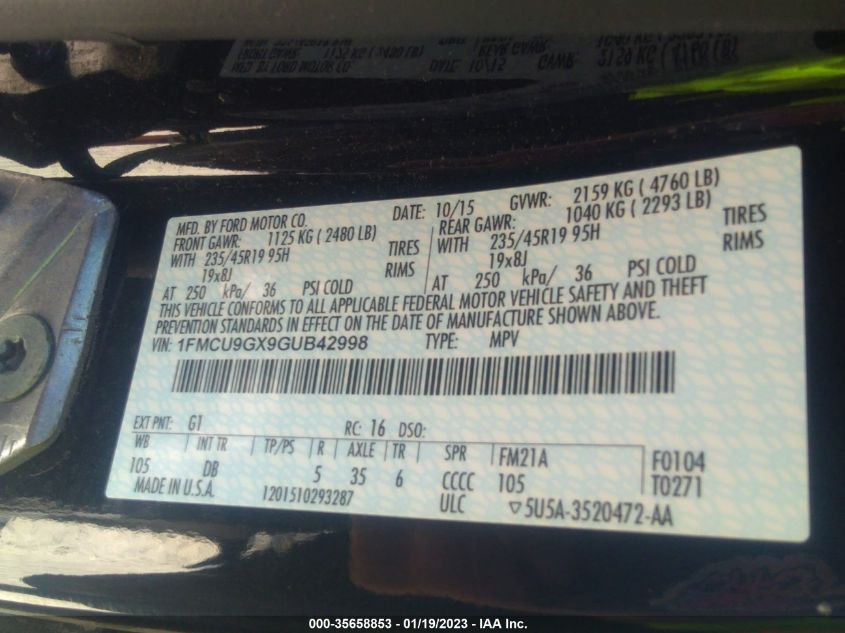 MFD. BY FORD MOTOR CO. DATE: 10/15 GVWR: 2159 KG ( 4760 LB)
FRONT GAWR: 1125 KG ( 2480 LB) REAR GAWR: 1040 KG ( 2293 LB)
WITH 235/45R19 95H TIRES WITH 235/45R19 95H TIRES
19x8J RIMS 19x8J RIMS
AT 250 kPa/ 36 PSI COLD AT 250 kPa/ 36 PSI COLD
THIS VEHICLE CONFORMS TO ALL APPLICABLE FEDERAL MOTOR VEHICLE SAFETY AND THEFT
PREVENTION STANDARDS IN EFFECT ON THE DATE OF MANUFACTURE SHOWN ABOVE.
VIN: 1FMCU9GX9GUB42998 TYPE: MPV
EXT PNT: G1 RC: 16 DSO:
WB INT TR TP/PS R AXLE TR SPR FM21A F0104
105 DB 5 35 6 CCCC 105 T0271
MADE IN U.S.A. 1201510293287 ULC ▽5U5A-3520472-AA
000-35658853 - 01/19/2023 - IAA Inc.